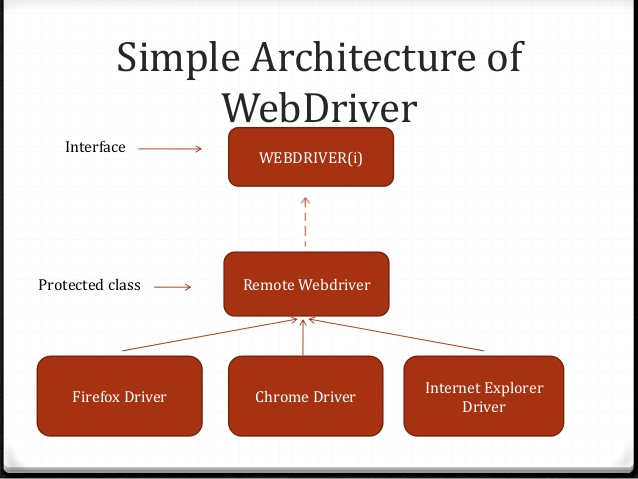 Simple Architecture of
WebDriver
Interface
WEBDRIVER(i)
Protected class
Remote Webdriver
Firefox Driver
Chrome Driver
Internet Explorer
Driver